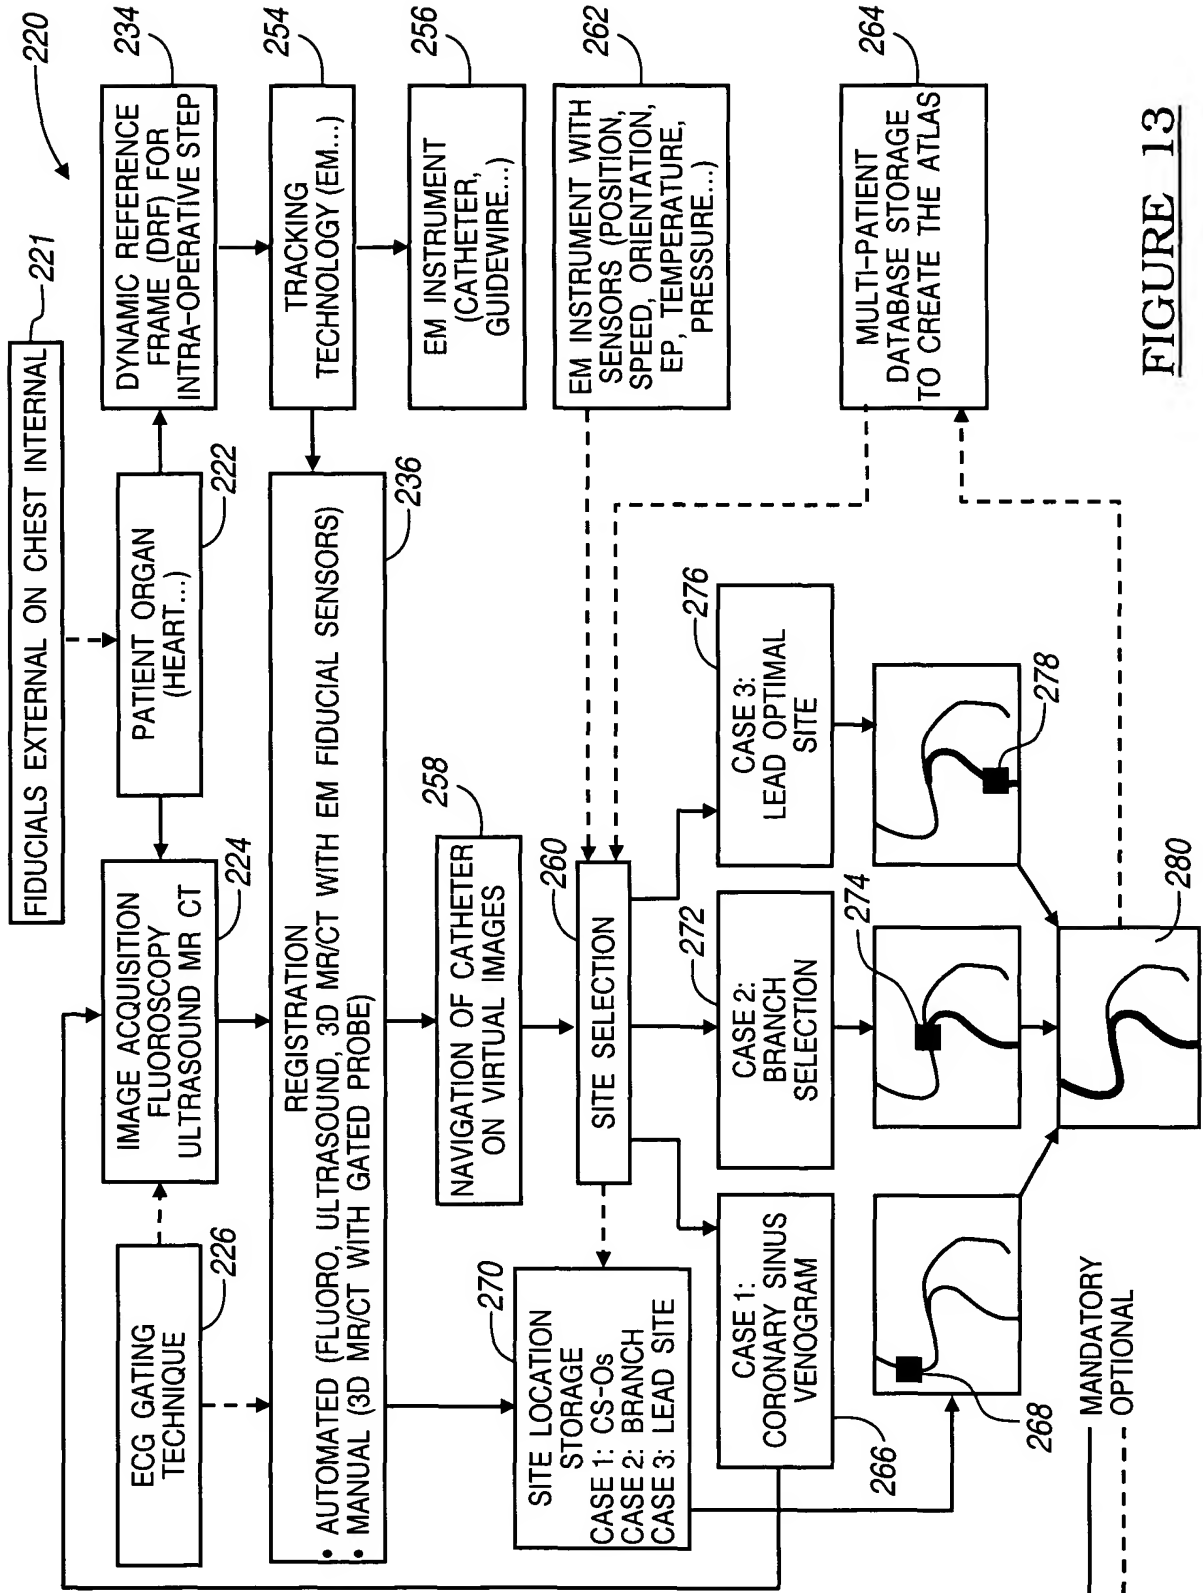 220
FIDUCIALS EXTERNAL ON CHEST INTERNAL
221
ECG GATING
TECHNIQUE
226
IMAGE ACQUISITION
FLUOROSCOPY
ULTRASOUND MR CT
224
PATIENT ORGAN
(HEART...)
222
DYNAMIC REFERENCE
FRAME (DRF) FOR
INTRA-OPERATIVE STEP
234
REGISTRATION
• AUTOMATED (FLUORO, ULTRASOUND, 3D MR/CT WITH EM FIDUCIAL SENSORS)
• MANUAL (3D MR/CT WITH GATED PROBE)
236
TRACKING
TECHNOLOGY (EM...)
254
NAVIGATION OF CATHETER
ON VIRTUAL IMAGES
258
EM INSTRUMENT
(CATHETER,
GUIDEWIRE...)
256
SITE LOCATION
STORAGE
CASE 1: CS-Os
CASE 2: BRANCH
CASE 3: LEAD SITE
270
SITE SELECTION
260
EM INSTRUMENT WITH
SENSORS (POSITION,
SPEED, ORIENTATION,
EP, TEMPERATURE,
PRESSURE...)
262
CASE 1:
CORONARY SINUS
VENOGRAM
266
CASE 2:
BRANCH
SELECTION
272
CASE 3:
LEAD OPTIMAL
SITE
276
MULTI-PATIENT
DATABASE STORAGE
TO CREATE THE ATLAS
264
268
274
278
280
MANDATORY
OPTIONAL
FIGURE 13